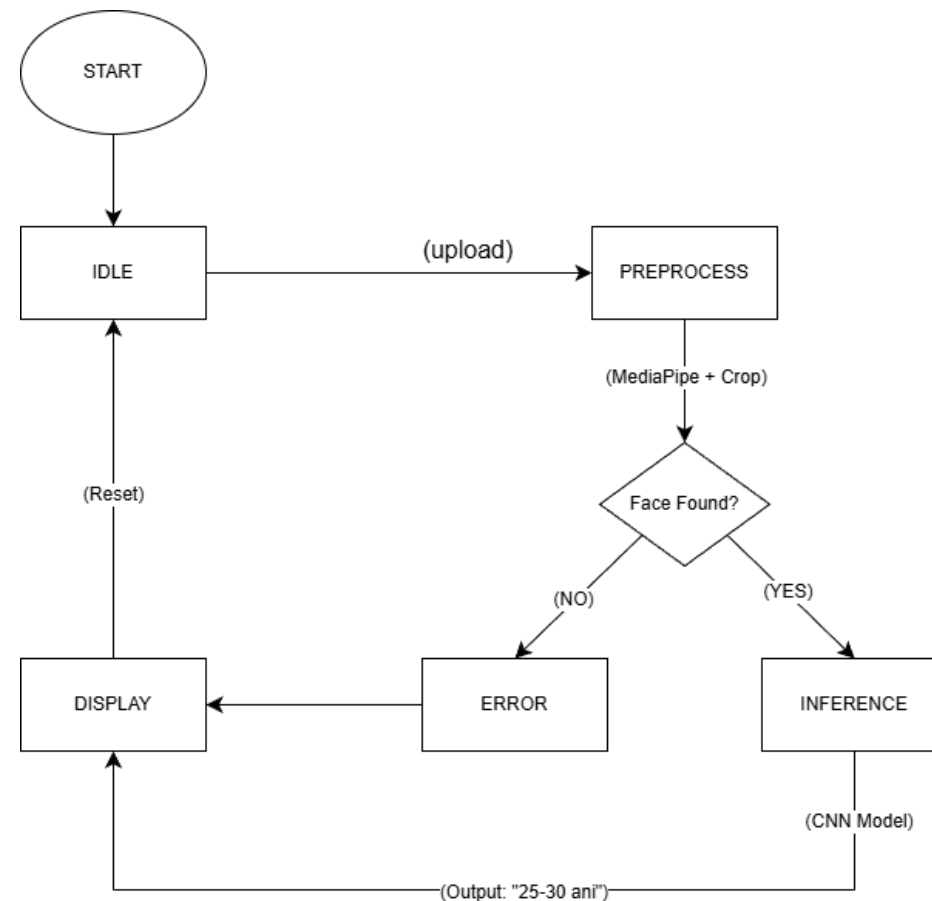 START
IDLE
(upload)
PREPROCESS
(MediaPipe + Crop)
Face Found?
(Reset)
(NO)
(YES)
DISPLAY
ERROR
INFERENCE
(CNN Model)
(Output: "25-30 ani")